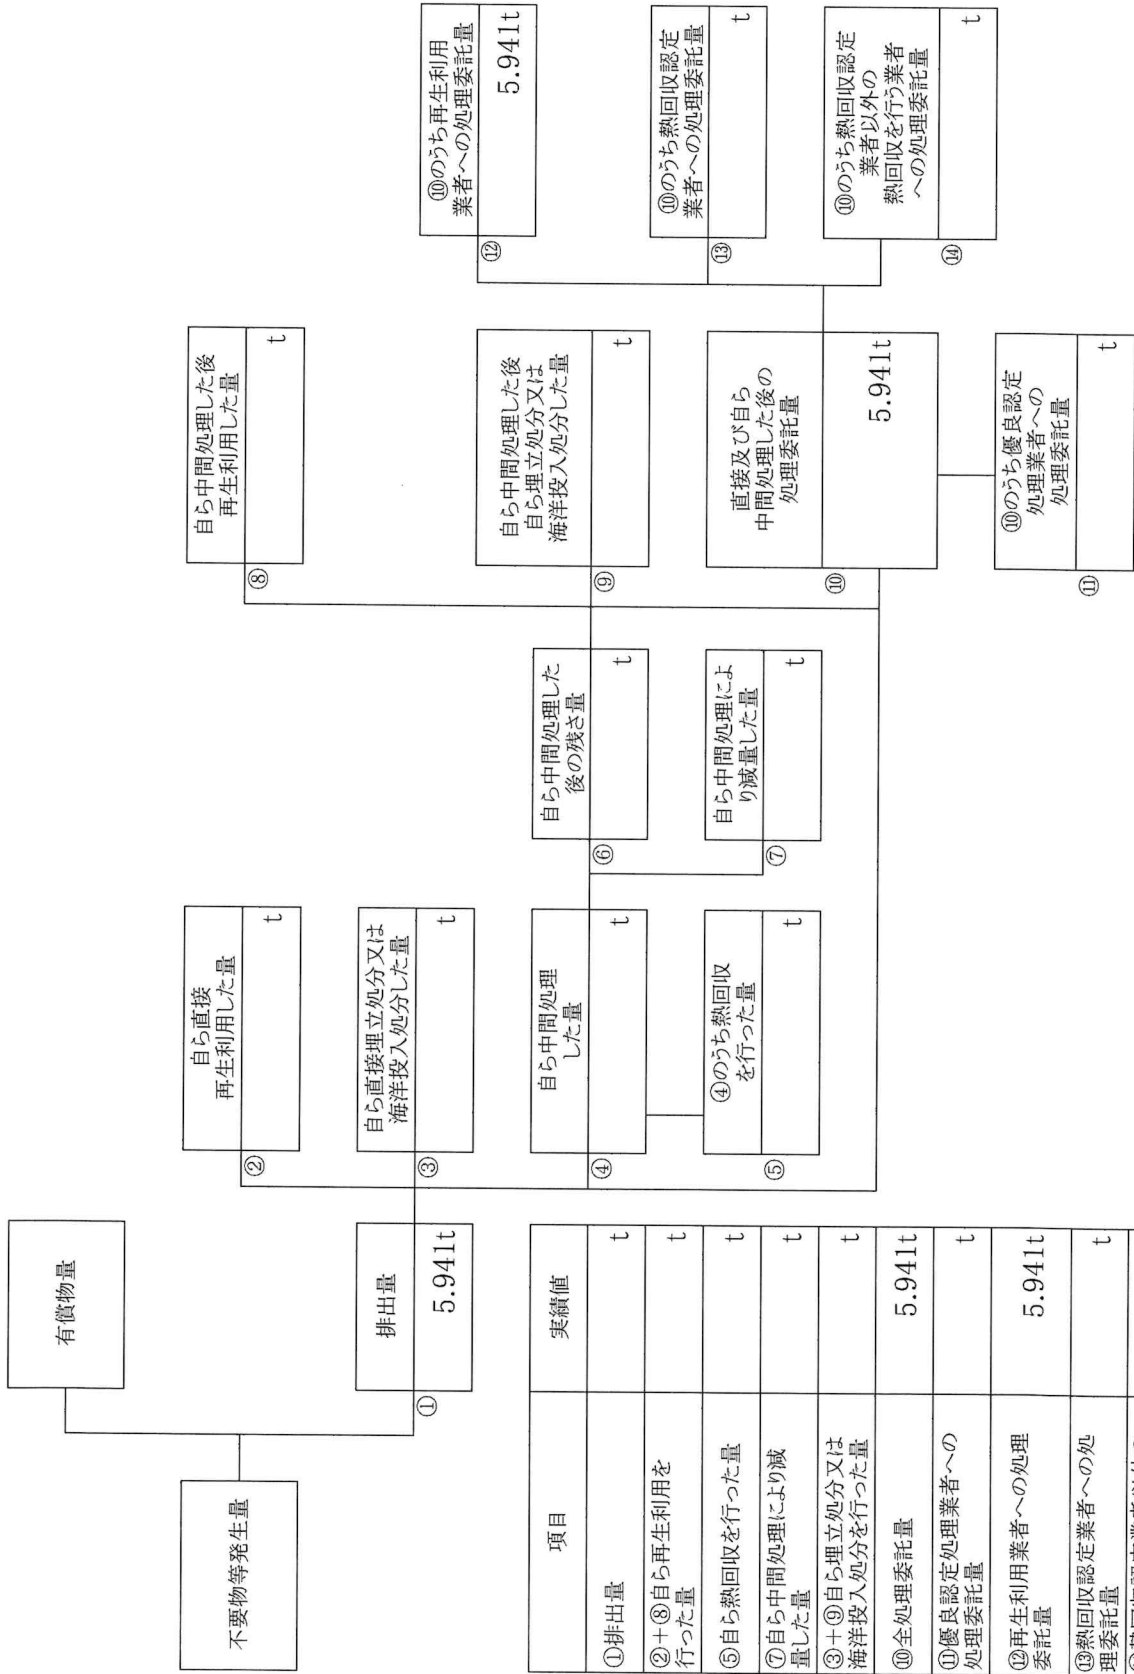 不要物等発生量
有償物量
排出量
①
5.941t
自ら直接
再生利用した量
②
t
自ら直接埋立処分又は
海洋投入処分した量
③
t
自ら中間処理
した量
④
t
④のうち熱回収
を行った量
⑤
t
自ら中間処理した
後の残さ量
⑥
t
自ら中間処理によ
り減量した量
⑦
t
自ら中間処理した後
再生利用した量
⑧
t
自ら中間処理した後
自ら埋立処分又は
海洋投入処分した量
⑨
t
直接及び自ら
中間処理した後の
処理委託量
⑩
5.941t
⑩のうち優良認定
処理業者への
処理委託量
⑪
t
⑩のうち再生利用
業者への処理委託量
⑫
5.941t
⑩のうち熱回収認定
業者への処理委託量
⑬
t
⑩のうち熱回収認定
業者以外の
熱回収を行う業者
への処理委託量
⑭
t
項目 実績値
①排出量 t
②+⑧自ら再生利用を
行った量 t
⑤自ら熱回収を行った量 t
⑦自ら中間処理により減
量した量 t
③+⑨自ら埋立処分又は
海洋投入処分を行った量 t
⑩全処理委託量 5.941t
⑪優良認定処理業者への
処理委託量 t
⑫再生利用業者への処理
委託量 5.941t
⑬熱回収認定業者への処
理委託量 t